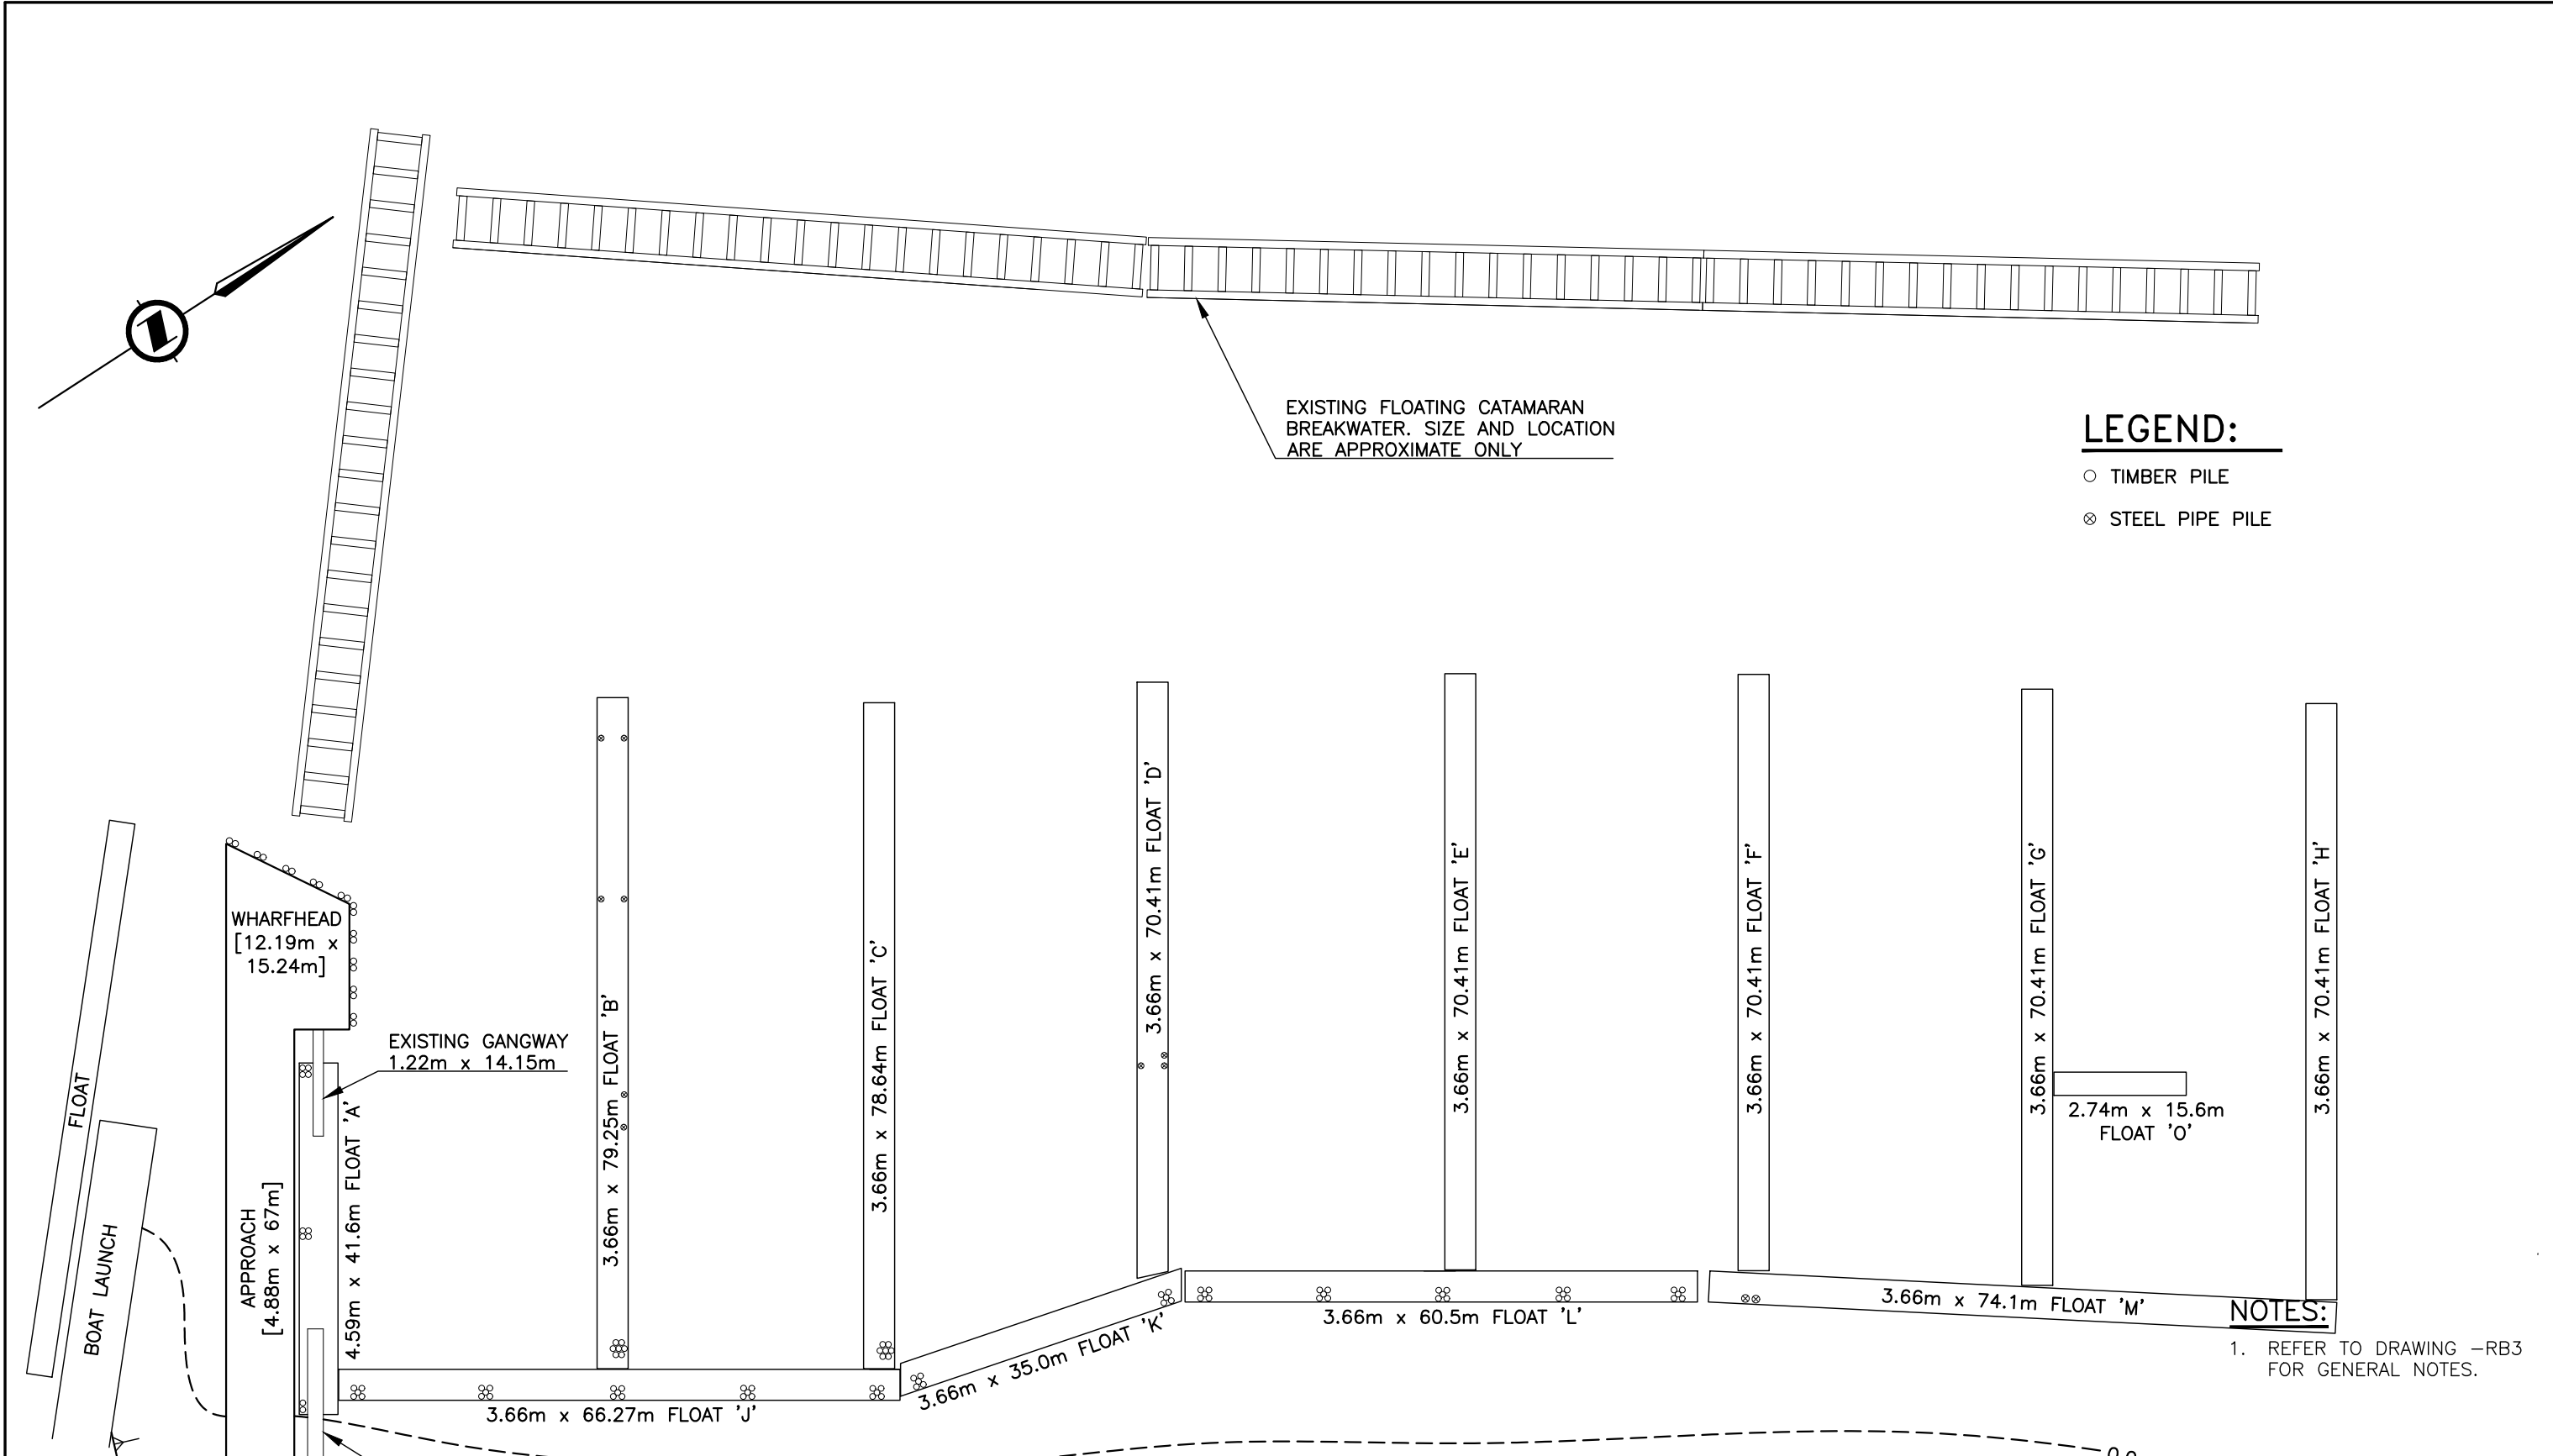 EXISTING FLOATING CATAMARAN
BREAKWATER. SIZE AND LOCATION
ARE APPROXIMATE ONLY
LEGEND:
TIMBER PILE
STEEL PIPE PILE
WHARFHEAD
[12.19m x
15.24m]
EXISTING GANGWAY
1.22m x 14.15m
FLOAT
BOAT LAUNCH
APPROACH
[4.88m x 67m]
4.59m x 41.6m FLOAT 'A'
3.66m x 79.25m FLOAT 'B'
3.66m x 78.64m FLOAT 'C'
3.66m x 70.41m FLOAT 'D'
3.66m x 70.41m FLOAT 'E'
3.66m x 70.41m FLOAT 'F'
3.66m x 70.41m FLOAT 'G'
3.66m x 70.41m FLOAT 'H'
2.74m x 15.6m
FLOAT 'O'
3.66m x 66.27m FLOAT 'J'
3.66m x 35.0m FLOAT 'K'
3.66m x 60.5m FLOAT 'L'
3.66m x 74.1m FLOAT 'M'
NOTES:
1. REFER TO DRAWING -RB3
FOR GENERAL NOTES.